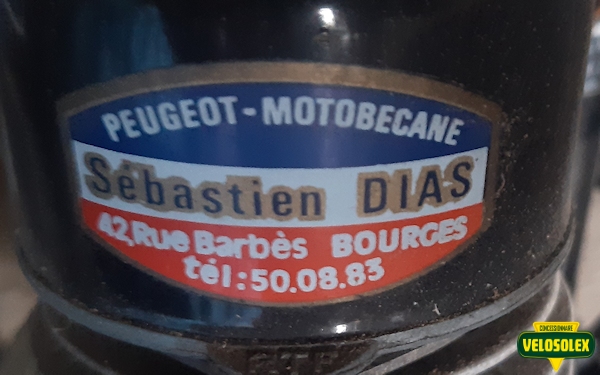 PEUGEOT-MOTOBECANE
Sébastien DIAS
42, Rue Barbès BOURGES
tél: 50.08.83
CONCESSIONNAIRE
VELOSOLEX